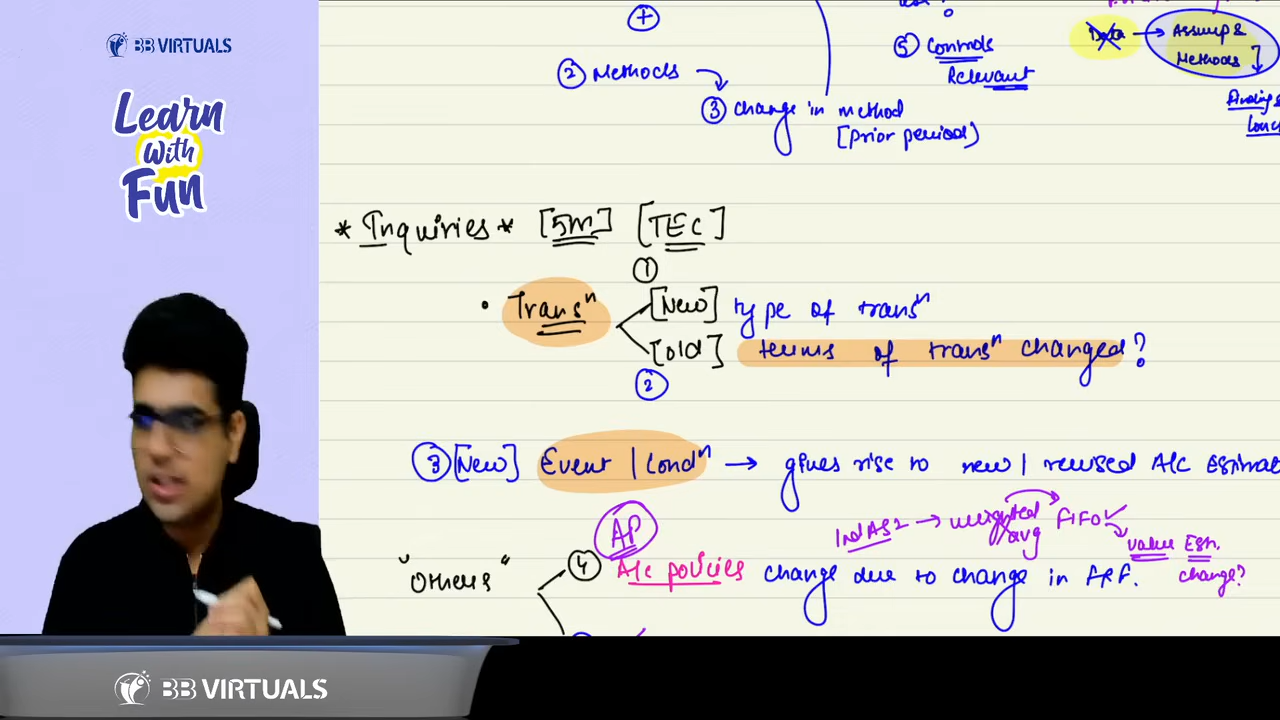 BB VIRTUALS
Learn
With
Fun
+
② Methods
③ change in method
[Prior period)
⑤ Controls
Relevant
Data → Assump &
Methods
* Inquiries * [5M] [TEC]
①
• Transⁿ
[New] type of transⁿ
[old] terms of transⁿ changed?
②
③ [New] Event | Condⁿ → gives rise to new | revised A/c Estimat
AP
Ind AS 2 → weighted avg FIFO ✓
value Est. change?
"Others"
④ A/c policies change due to change in FRF.
BB VIRTUALS